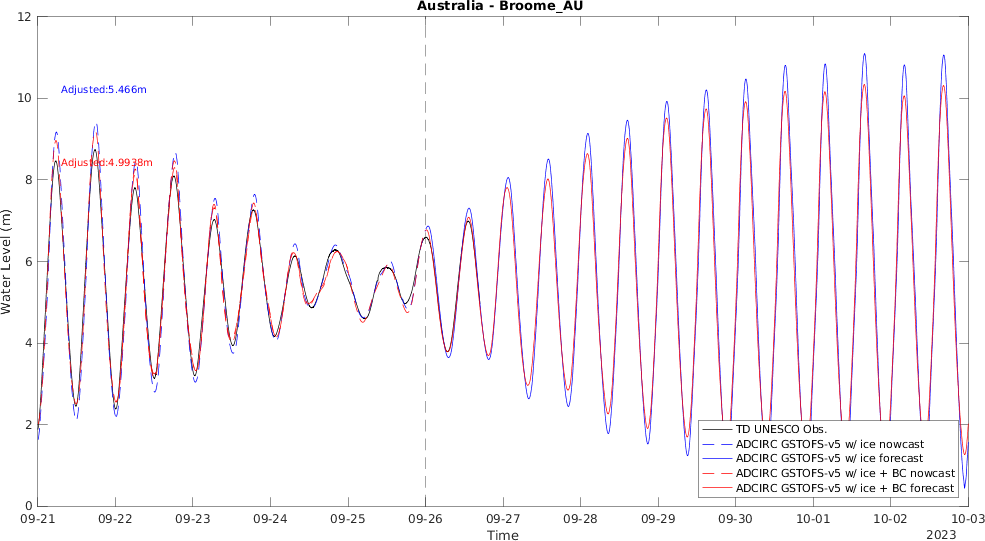 Australia - Broome_AU
12
10
8
6
4
2
0
Water Level (m)
Adjusted:5.466m
Adjusted:4.9938m
TD UNESCO Obs.
ADCIRC GSTOFS-v5 w/ ice nowcast
ADCIRC GSTOFS-v5 w/ ice forecast
ADCIRC GSTOFS-v5 w/ ice + BC nowcast
ADCIRC GSTOFS-v5 w/ ice + BC forecast
09-21 09-22 09-23 09-24 09-25 09-26 09-27 09-28 09-29 09-30 10-01 10-02 10-03
Time
2023